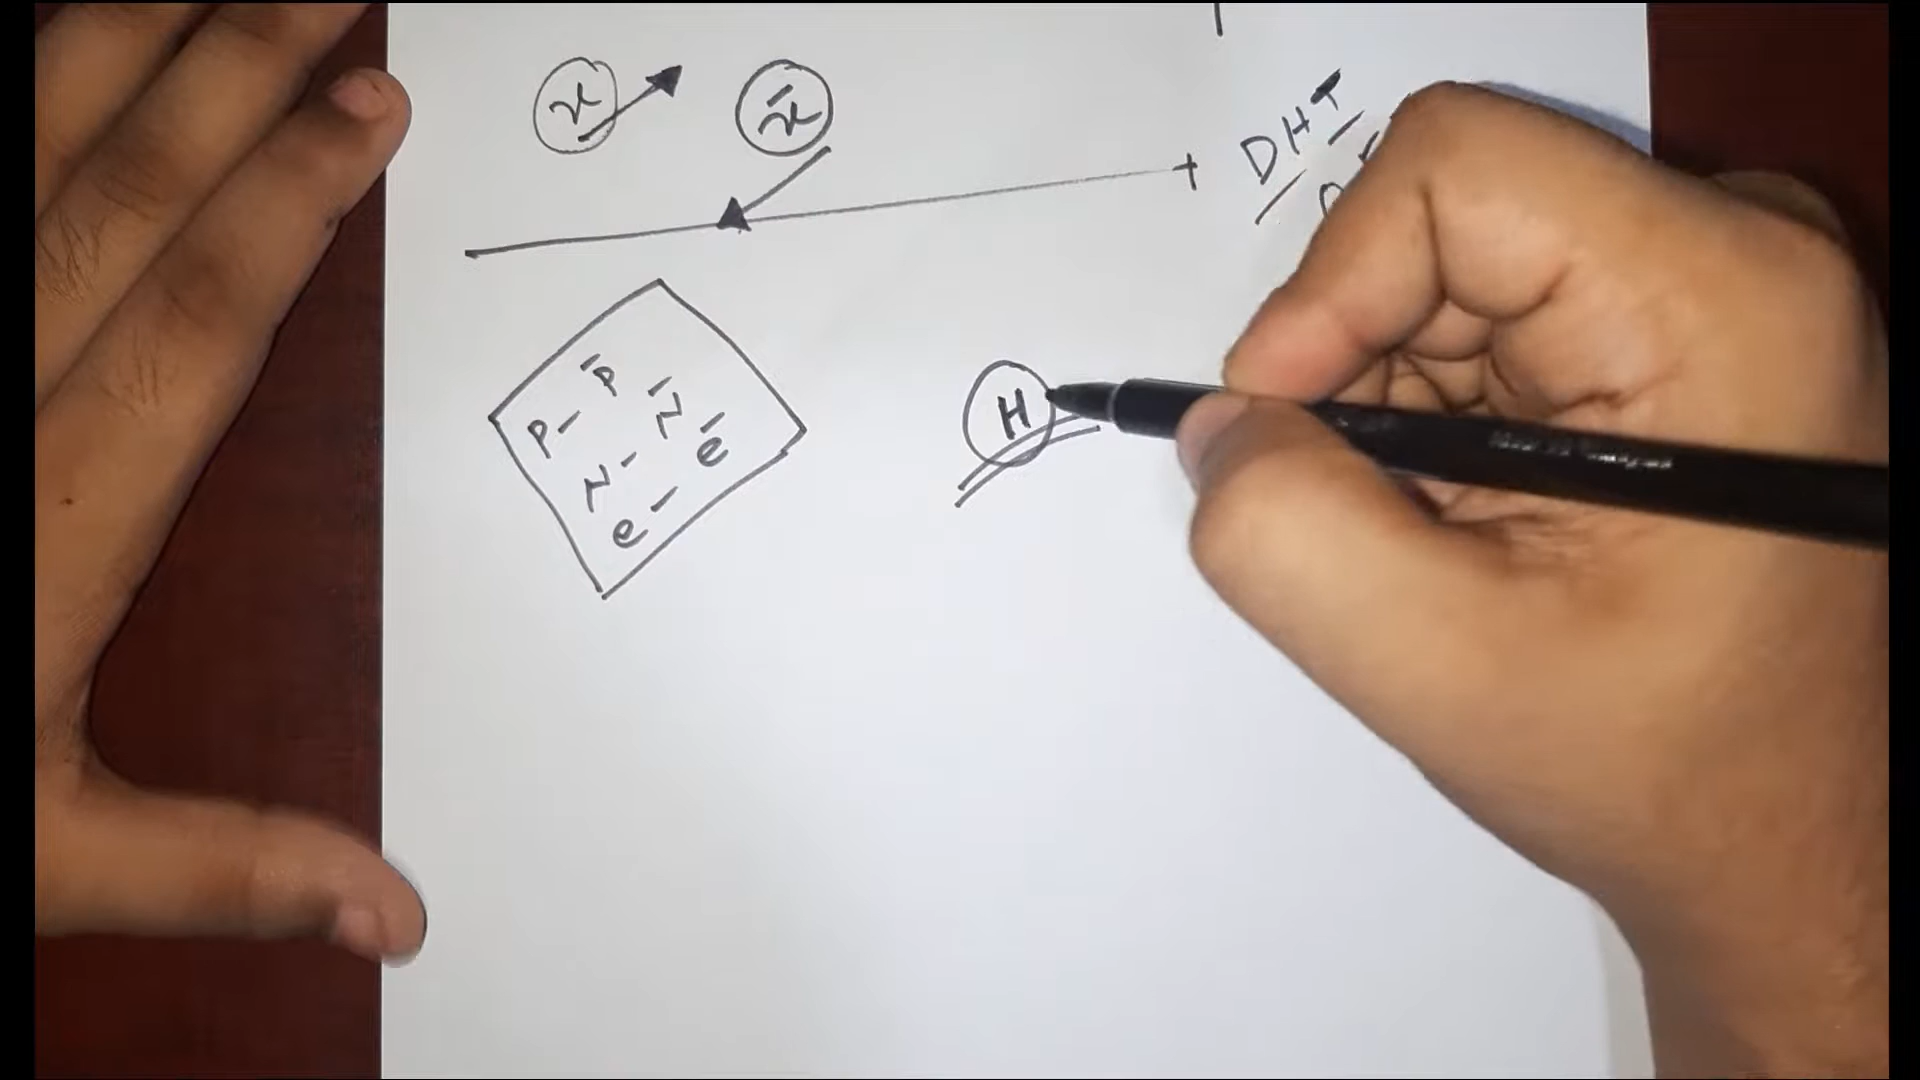 x x̄
DHT
P - p̄
N - N̄
e - ē
H